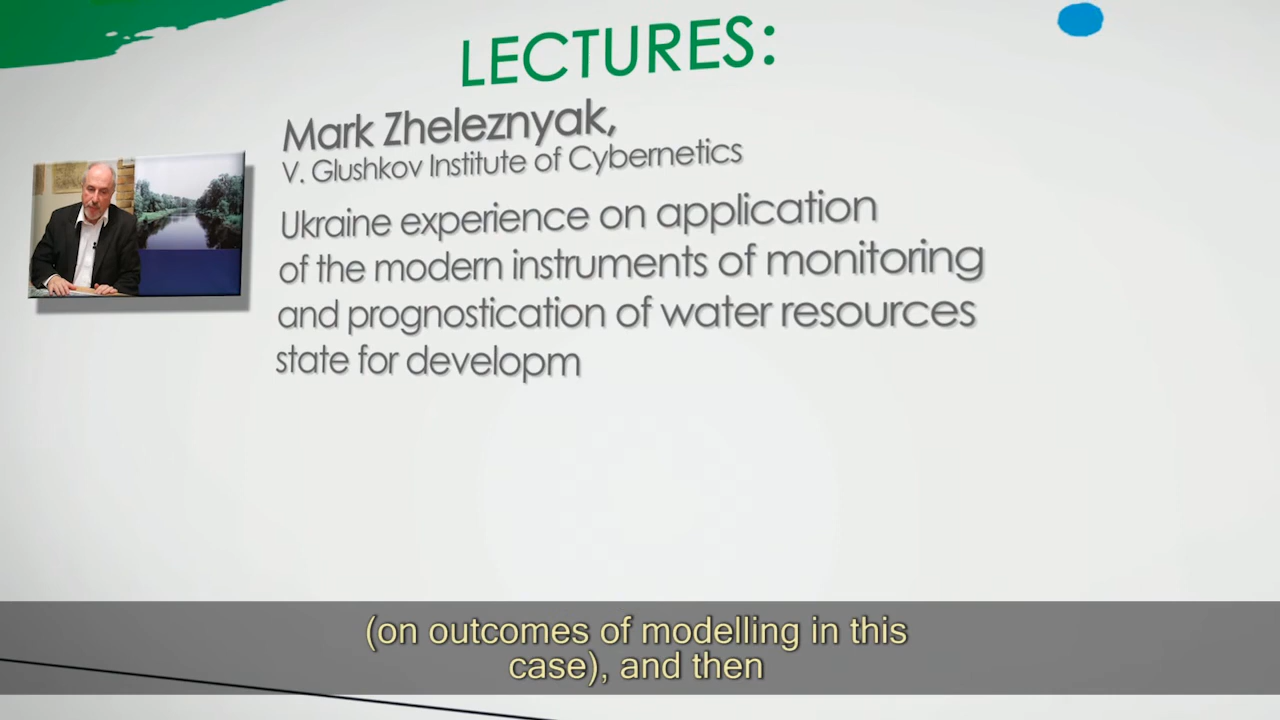 LECTURES:
Mark Zheleznyak,
V. Glushkov Institute of Cybernetics
Ukraine experience on application
of the modern instruments of monitoring
and prognostication of water resources
state for developm
(on outcomes of modelling in this
case), and then